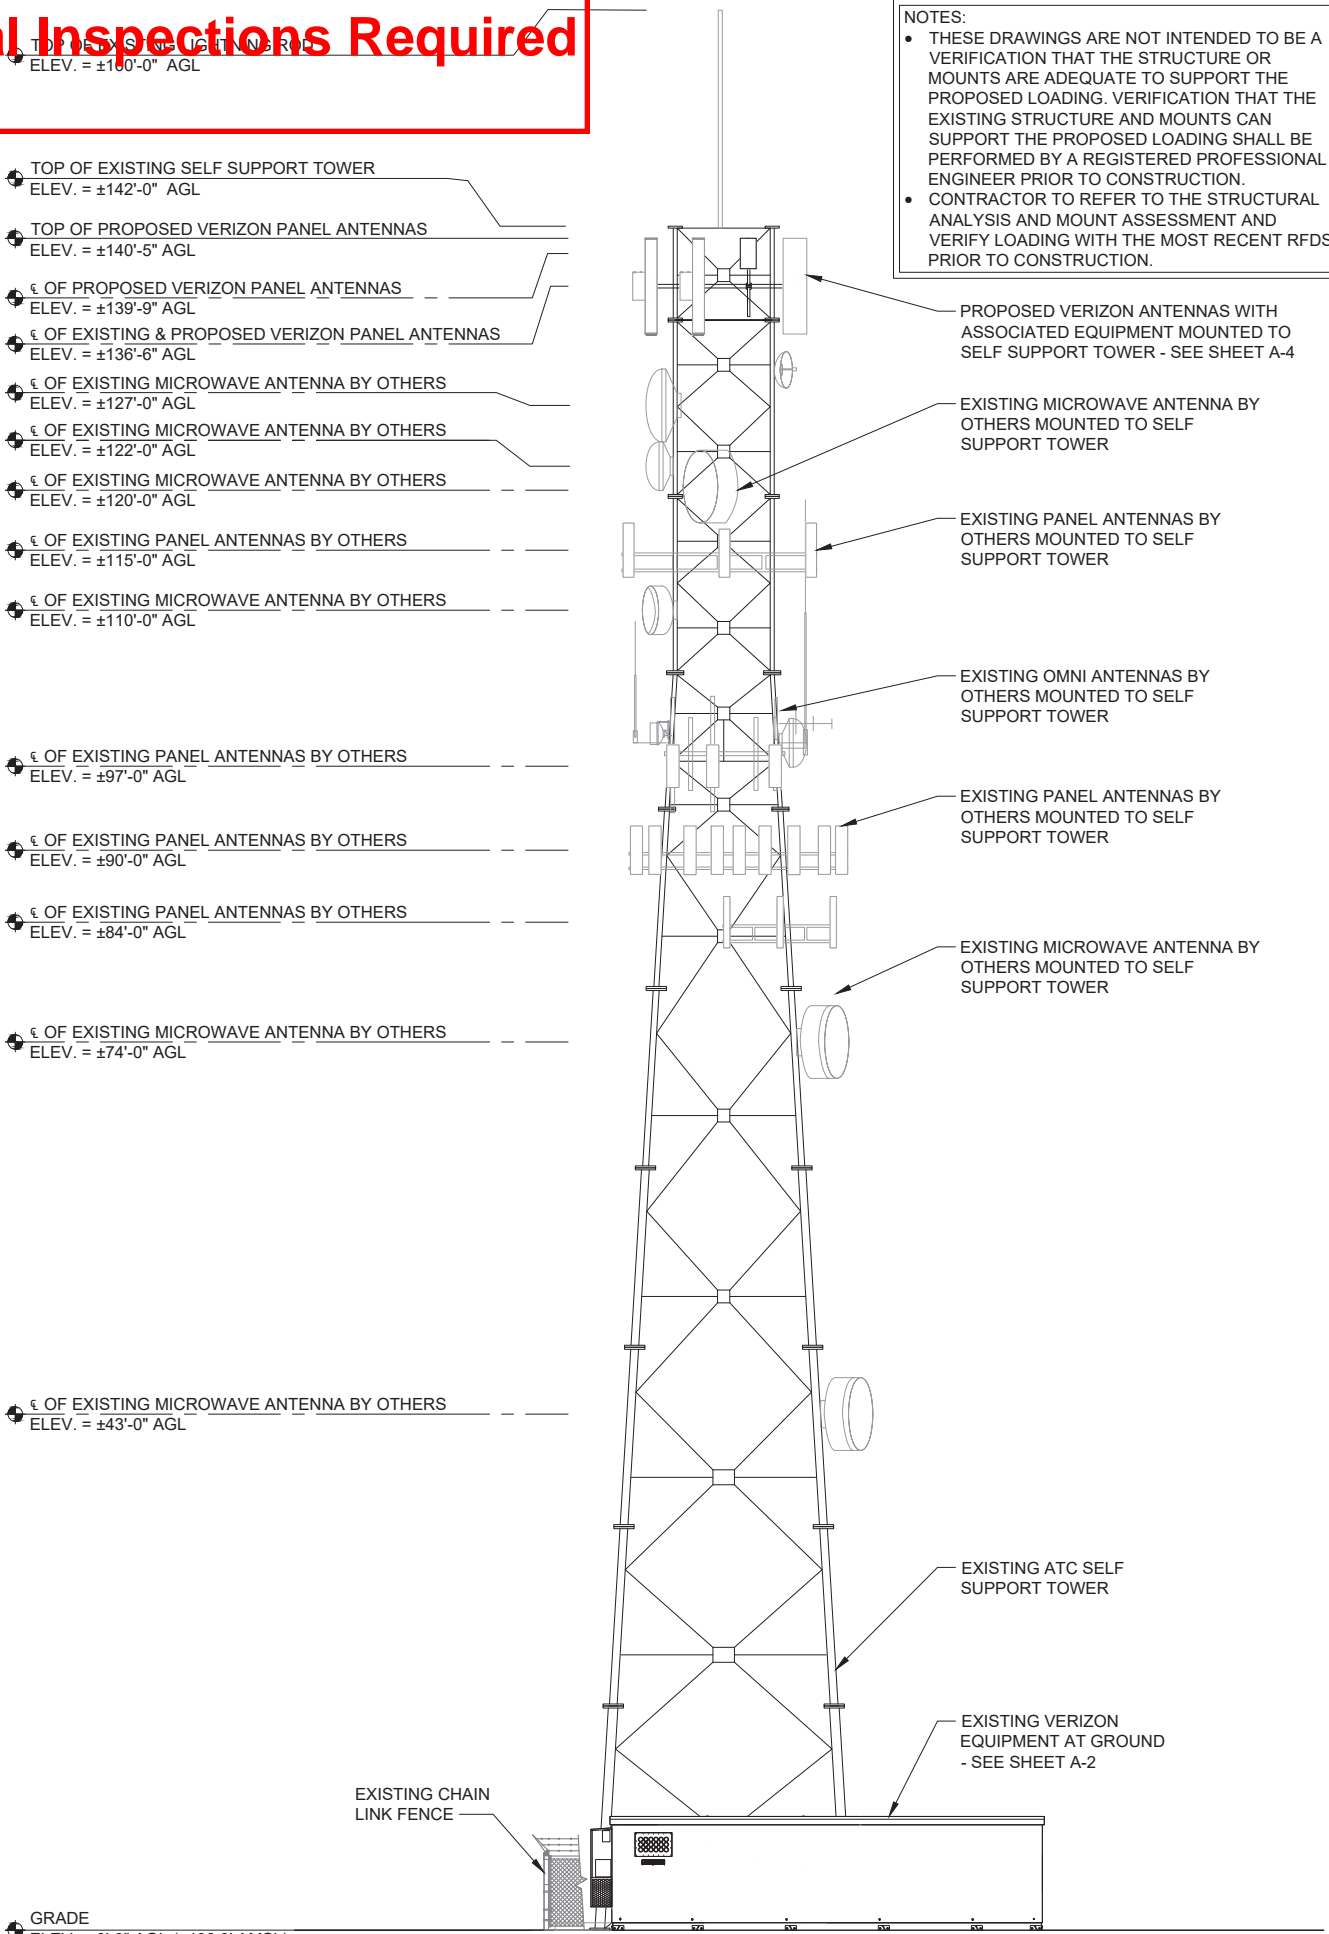 Inspections Required
TOP OF EXISTING LIGHTNING ROD
ELEV. = ±160'-0" AGL
TOP OF EXISTING SELF SUPPORT TOWER
ELEV. = ±142'-0" AGL
TOP OF PROPOSED VERIZON PANEL ANTENNAS
ELEV. = ±140'-5" AGL
℄ OF PROPOSED VERIZON PANEL ANTENNAS
ELEV. = ±139'-9" AGL
℄ OF EXISTING & PROPOSED VERIZON PANEL ANTENNAS
ELEV. = ±136'-6" AGL
℄ OF EXISTING MICROWAVE ANTENNA BY OTHERS
ELEV. = ±127'-0" AGL
℄ OF EXISTING MICROWAVE ANTENNA BY OTHERS
ELEV. = ±122'-0" AGL
℄ OF EXISTING MICROWAVE ANTENNA BY OTHERS
ELEV. = ±120'-0" AGL
℄ OF EXISTING PANEL ANTENNAS BY OTHERS
ELEV. = ±115'-0" AGL
℄ OF EXISTING MICROWAVE ANTENNA BY OTHERS
ELEV. = ±110'-0" AGL
℄ OF EXISTING PANEL ANTENNAS BY OTHERS
ELEV. = ±97'-0" AGL
℄ OF EXISTING PANEL ANTENNAS BY OTHERS
ELEV. = ±90'-0" AGL
℄ OF EXISTING PANEL ANTENNAS BY OTHERS
ELEV. = ±84'-0" AGL
℄ OF EXISTING MICROWAVE ANTENNA BY OTHERS
ELEV. = ±74'-0" AGL
℄ OF EXISTING MICROWAVE ANTENNA BY OTHERS
ELEV. = ±43'-0" AGL
EXISTING CHAIN
LINK FENCE
GRADE
NOTES:
• THESE DRAWINGS ARE NOT INTENDED TO BE A
VERIFICATION THAT THE STRUCTURE OR
MOUNTS ARE ADEQUATE TO SUPPORT THE
PROPOSED LOADING. VERIFICATION THAT THE
EXISTING STRUCTURE AND MOUNTS CAN
SUPPORT THE PROPOSED LOADING SHALL BE
PERFORMED BY A REGISTERED PROFESSIONAL
ENGINEER PRIOR TO CONSTRUCTION.
• CONTRACTOR TO REFER TO THE STRUCTURAL
ANALYSIS AND MOUNT ASSESSMENT AND
VERIFY LOADING WITH THE MOST RECENT RFDS
PRIOR TO CONSTRUCTION.
PROPOSED VERIZON ANTENNAS WITH
ASSOCIATED EQUIPMENT MOUNTED TO
SELF SUPPORT TOWER - SEE SHEET A-4
EXISTING MICROWAVE ANTENNA BY
OTHERS MOUNTED TO SELF
SUPPORT TOWER
EXISTING PANEL ANTENNAS BY
OTHERS MOUNTED TO SELF
SUPPORT TOWER
EXISTING OMNI ANTENNAS BY
OTHERS MOUNTED TO SELF
SUPPORT TOWER
EXISTING PANEL ANTENNAS BY
OTHERS MOUNTED TO SELF
SUPPORT TOWER
EXISTING MICROWAVE ANTENNA BY
OTHERS MOUNTED TO SELF
SUPPORT TOWER
EXISTING ATC SELF
SUPPORT TOWER
EXISTING VERIZON
EQUIPMENT AT GROUND
- SEE SHEET A-2